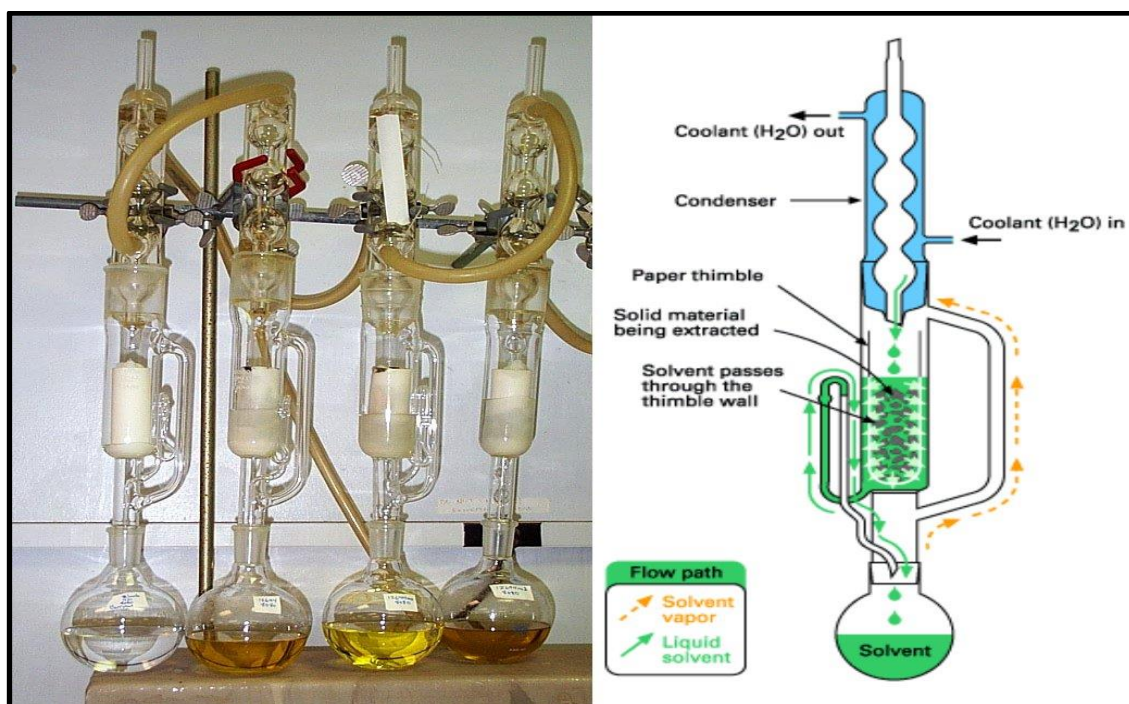 Coolant (H₂O) out
Condenser
Coolant (H₂O) in
Paper thimble
Solid material
being extracted
Solvent passes
through the
thimble wall
Flow path
Solvent
vapor
Liquid
solvent
Solvent